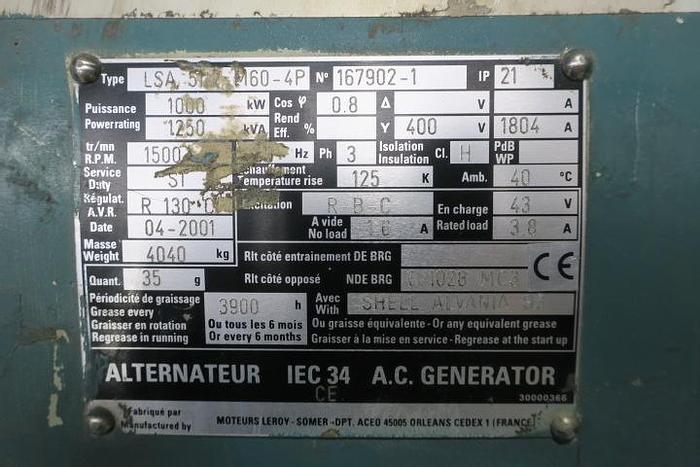 Type LSA M60-4P N° 167902-1 IP 21
Puissance 1000 kW Cos φ 0.8 Δ V A
Powerrating 1250 kVA Rend Eff. % Y 400 V 1804 A
tr/mn R.P.M. 1500 Hz Ph 3 Isolation Insulation Cl. H PdB WP
Service Duty S1 Temperature rise 125 K Amb. 40 °C
Régulat. A.V.R. R 130 R B C En charge 43 V
Date 04-2001 A vide No load Rated load 3.8 A
Masse Weight 4040 kg Rlt côté entrainement DE BRG
Quant. 35 g Rlt côté opposé NDE BRG CE
Périodicité de graissage
Grease every 3900 h Avec With SHELL ALVANIA
Graisser en rotation Ou tous les 6 mois Ou graisse équivalente - Or any equivalent grease
Regrease in running Or every 6 months Graisser à la mise en service - Regrease at the start up
ALTERNATEUR IEC 34 A.C. GENERATOR
CE
30000366
Fabriqué par
Manufactured by MOTEURS LEROY - SOMER - DPT. ACEO 45005 ORLEANS CEDEX 1 (FRANCE)